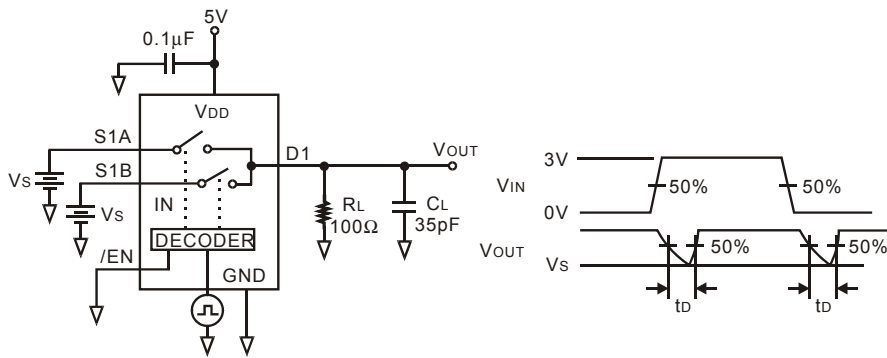 5V
0.1µF
VDD
S1A
D1
VOUT
VS
S1B
VS
IN
RL
100Ω
CL
35pF
DECODER
/EN
GND
3V
VIN
50%
50%
0V
VOUT
50%
50%
VS
tD
tD